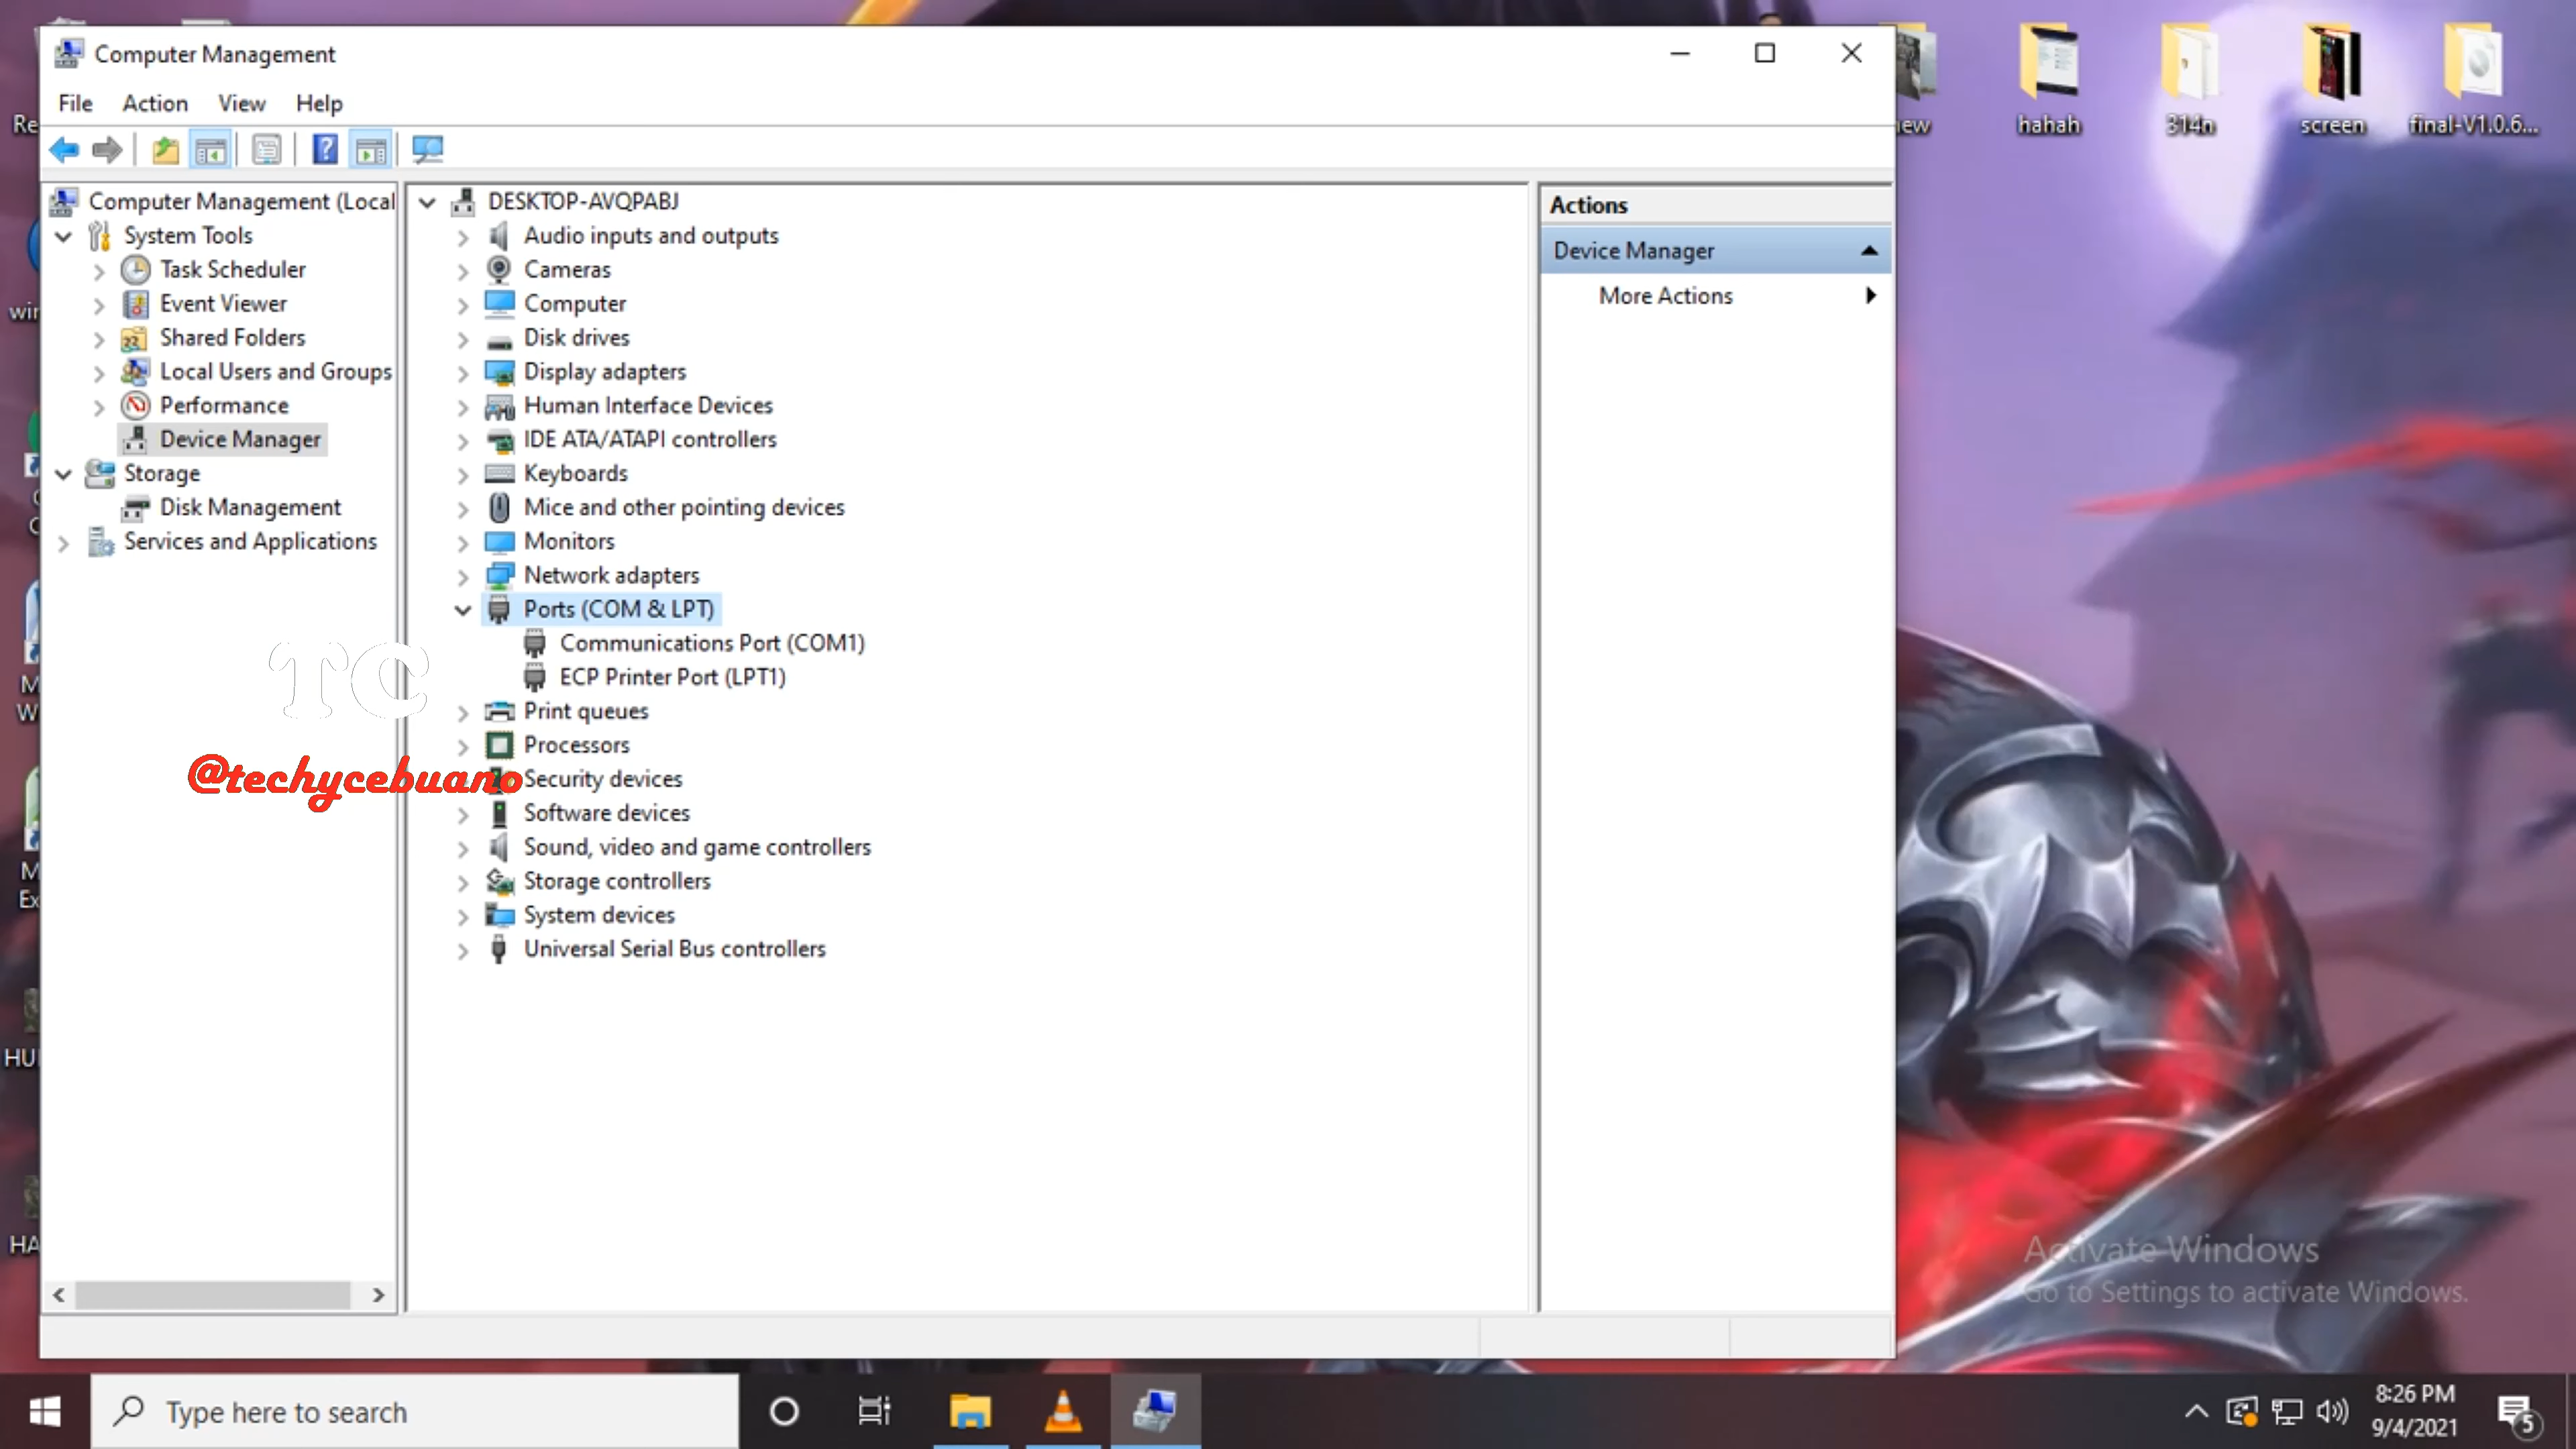 Computer Management
File Action View Help
Computer Management (Local
System Tools
Task Scheduler
Event Viewer
Shared Folders
Local Users and Groups
Performance
Device Manager
Storage
Disk Management
Services and Applications
DESKTOP-AVQPABJ
Audio inputs and outputs
Cameras
Computer
Disk drives
Display adapters
Human Interface Devices
IDE ATA/ATAPI controllers
Keyboards
Mice and other pointing devices
Monitors
Network adapters
Ports (COM & LPT)
Communications Port (COM1)
ECP Printer Port (LPT1)
Print queues
Processors
Security devices
Software devices
Sound, video and game controllers
Storage controllers
System devices
Universal Serial Bus controllers
Actions
Device Manager
More Actions
TC
@techycebuano
hahah
314n
screen
final-V1.0.6...
Activate Windows
Go to Settings to activate Windows.
Type here to search
8:26 PM
9/4/2021
5